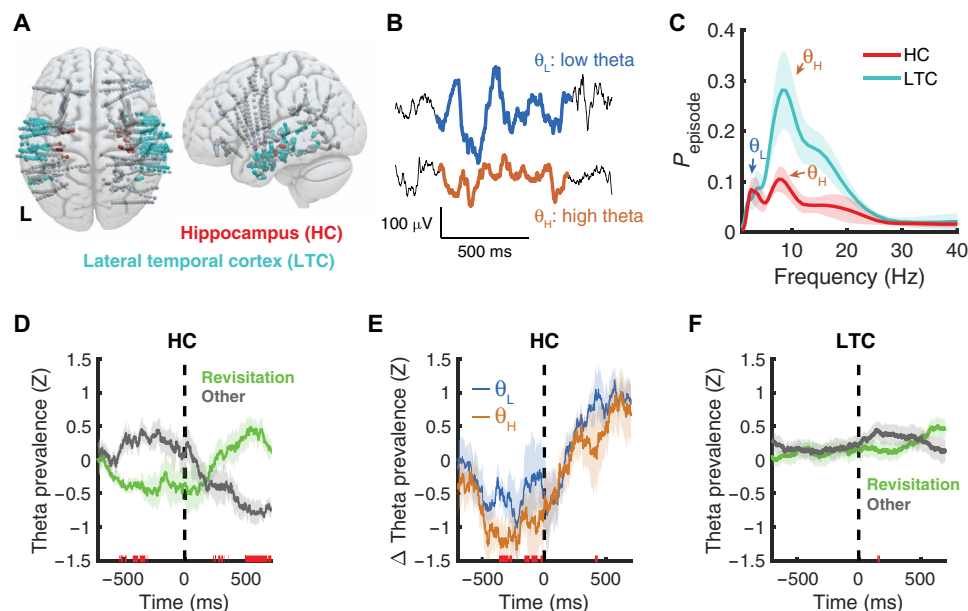 A
L
Hippocampus (HC)
Lateral temporal cortex (LTC)
B
θL: low theta
θH: high theta
100 μV
500 ms
C
HC
LTC
θH
θL
θH
Pepisode
0.4
0.3
0.2
0.1
0
10 20 30 40
Frequency (Hz)
D
HC
Revisitation
Other
Theta prevalence (Z)
1.5
1
0.5
0
−0.5
−1
−1.5
−500 0 500
Time (ms)
E
HC
θL
θH
Δ Theta prevalence (Z)
1.5
1
0.5
0
−0.5
−1
−1.5
−500 0 500
Time (ms)
F
LTC
Theta prevalence (Z)
1.5
1
0.5
0
−0.5
−1
−1.5
Revisitation
Other
−500 0 500
Time (ms)